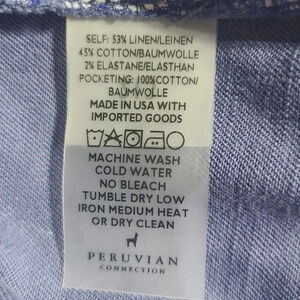 SELF: 53% LINEN/LEINEN
45% COTTON/BAUMWOLLE
2% ELASTANE/ELASTHAN
POCKETING: 100%COTTON/
BAUMWOLLE
MADE IN USA WITH
IMPORTED GOODS
MACHINE WASH
COLD WATER
NO BLEACH
TUMBLE DRY LOW
IRON MEDIUM HEAT
OR DRY CLEAN
PERUVIAN
CONNECTION